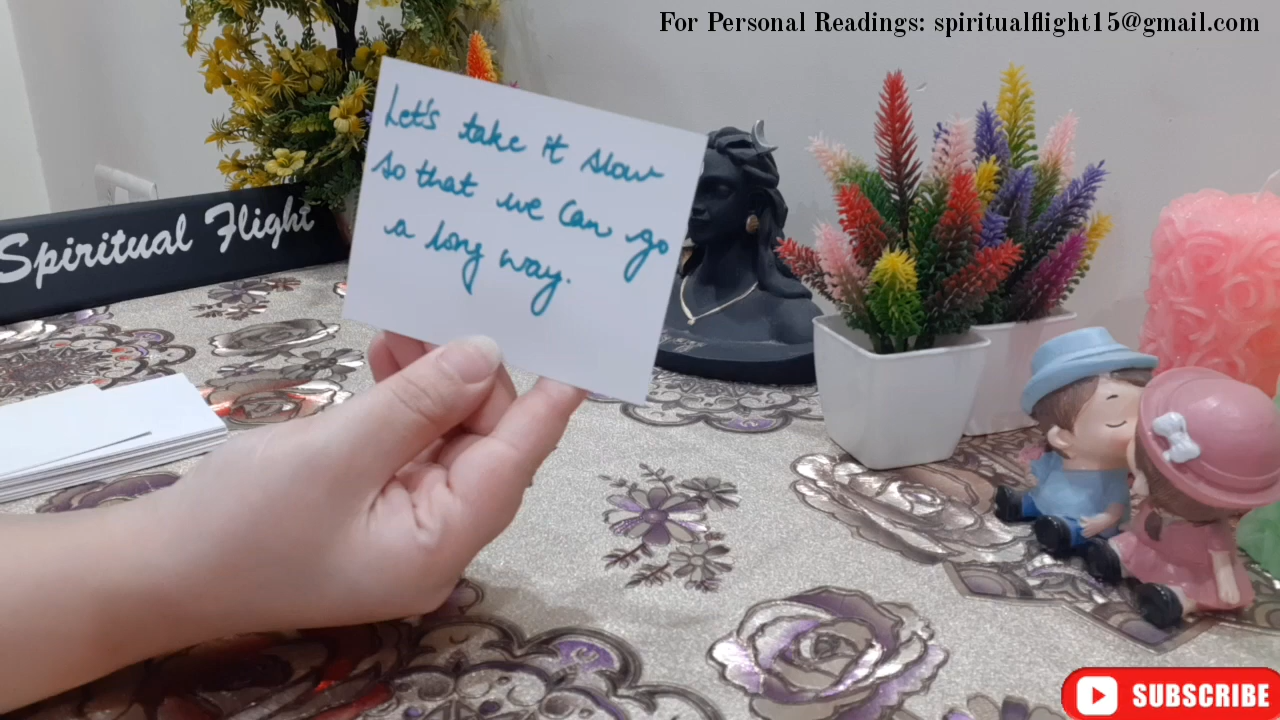 For Personal Readings: spiritualflight15@gmail.com
Let's take it slow
so that we can go
a long way.
Spiritual Flight
SUBSCRIBE